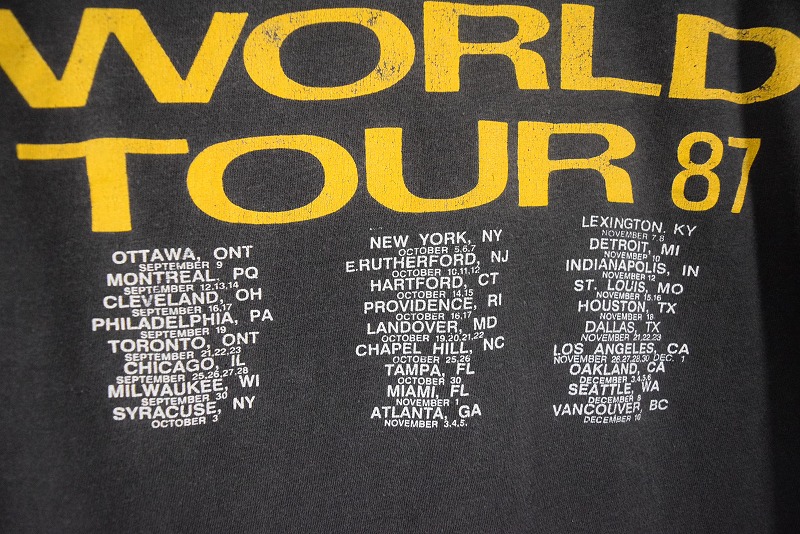 WORLD
TOUR 87
OTTAWA, ONT
SEPTEMBER 9
MONTREAL, PQ
SEPTEMBER 12,13,14
CLEVELAND, OH
SEPTEMBER 16,17
PHILADELPHIA, PA
SEPTEMBER 19
TORONTO, ONT
SEPTEMBER 21,22,23
CHICAGO, IL
SEPTEMBER 25,26,27,28
MILWAUKEE, WI
SEPTEMBER 30
SYRACUSE, NY
OCTOBER 3
NEW YORK, NY
OCTOBER 5,6,7
E.RUTHERFORD, NJ
OCTOBER 10,11,12
HARTFORD, CT
OCTOBER 14,15
PROVIDENCE, RI
OCTOBER 16,17
LANDOVER, MD
OCTOBER 19,20,21,22
CHAPEL HILL, NC
OCTOBER 25,26
TAMPA, FL
OCTOBER 30
MIAMI, FL
NOVEMBER 1
ATLANTA, GA
NOVEMBER 3,4,5,
LEXINGTON, KY
NOVEMBER 7,8
DETROIT, MI
NOVEMBER 10
INDIANAPOLIS, IN
NOVEMBER 12
ST. LOUIS, MO
NOVEMBER 15,16
HOUSTON, TX
NOVEMBER 18
DALLAS, TX
NOVEMBER 21,22,23
LOS ANGELES, CA
NOVEMBER 26,27,28,30 DEC. 1
OAKLAND, CA
DECEMBER 3,4,5,6
SEATTLE, WA
DECEMBER 8
VANCOUVER, BC
DECEMBER 10